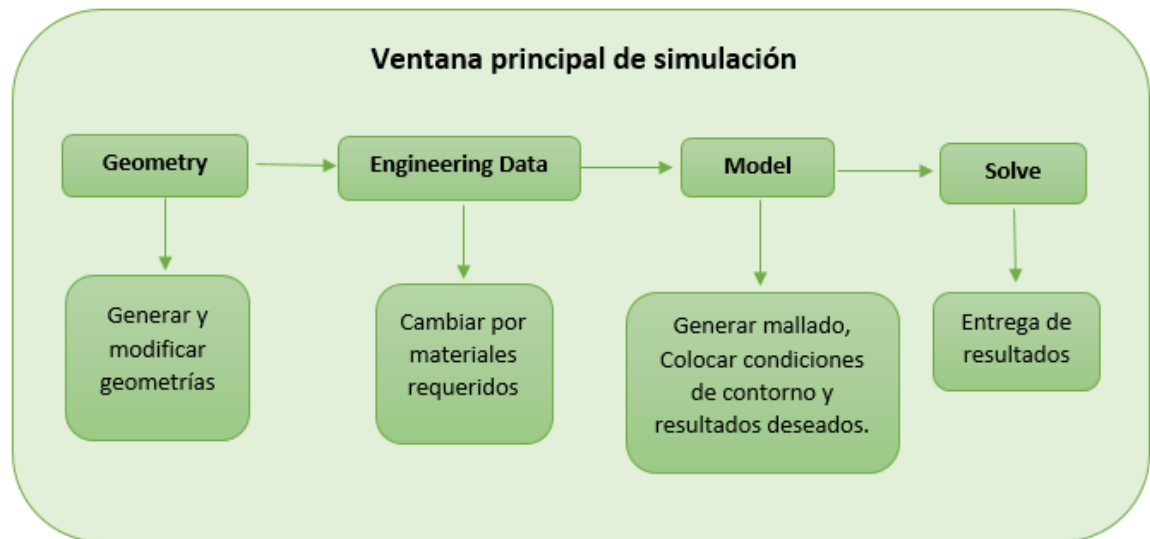 Ventana principal de simulación
Geometry
Engineering Data
Model
Solve
Generar y
modificar
geometrías
Cambiar por
materiales
requeridos
Generar mallado,
Colocar condiciones
de contorno y
resultados deseados.
Entrega de
resultados